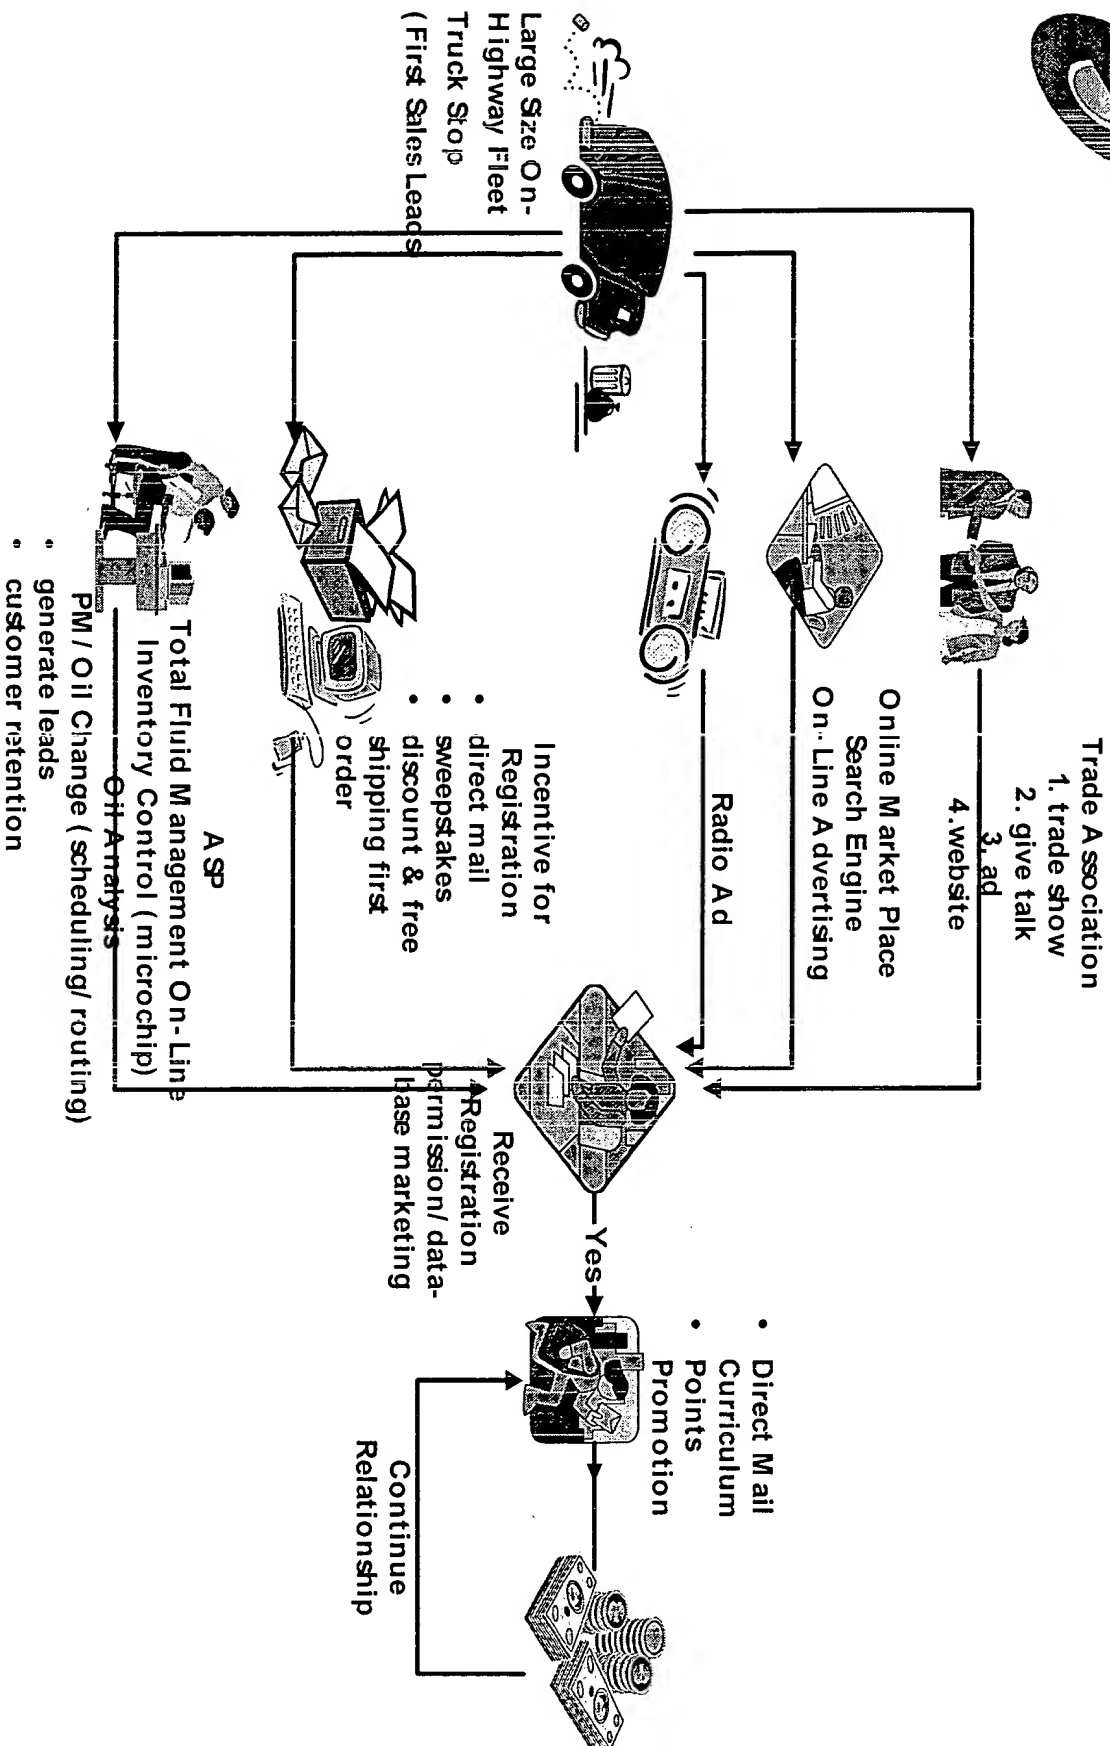 Trade Association
1. trade show
2. give talk
3. ad
4. website
Online Market Place
Search Engine
On-Line Advertising
Radio Ad
Large Size On-
Highway Fleet
Truck Stop
(First Sales Leads
Incentive for
Registration
• direct mail
• sweepstakes
• discount & free
shipping first
order
ASP
Total Fluid Management On-Line
Inventory Control (microchip)
Oil Analysis
PM/Oil Change (scheduling/routing)
• generate leads
• customer retention
Receive
Registration
permission/data-
base marketing
Yes
• Direct Mail
Curriculum
• Points
Promotion
Continue
Relationship